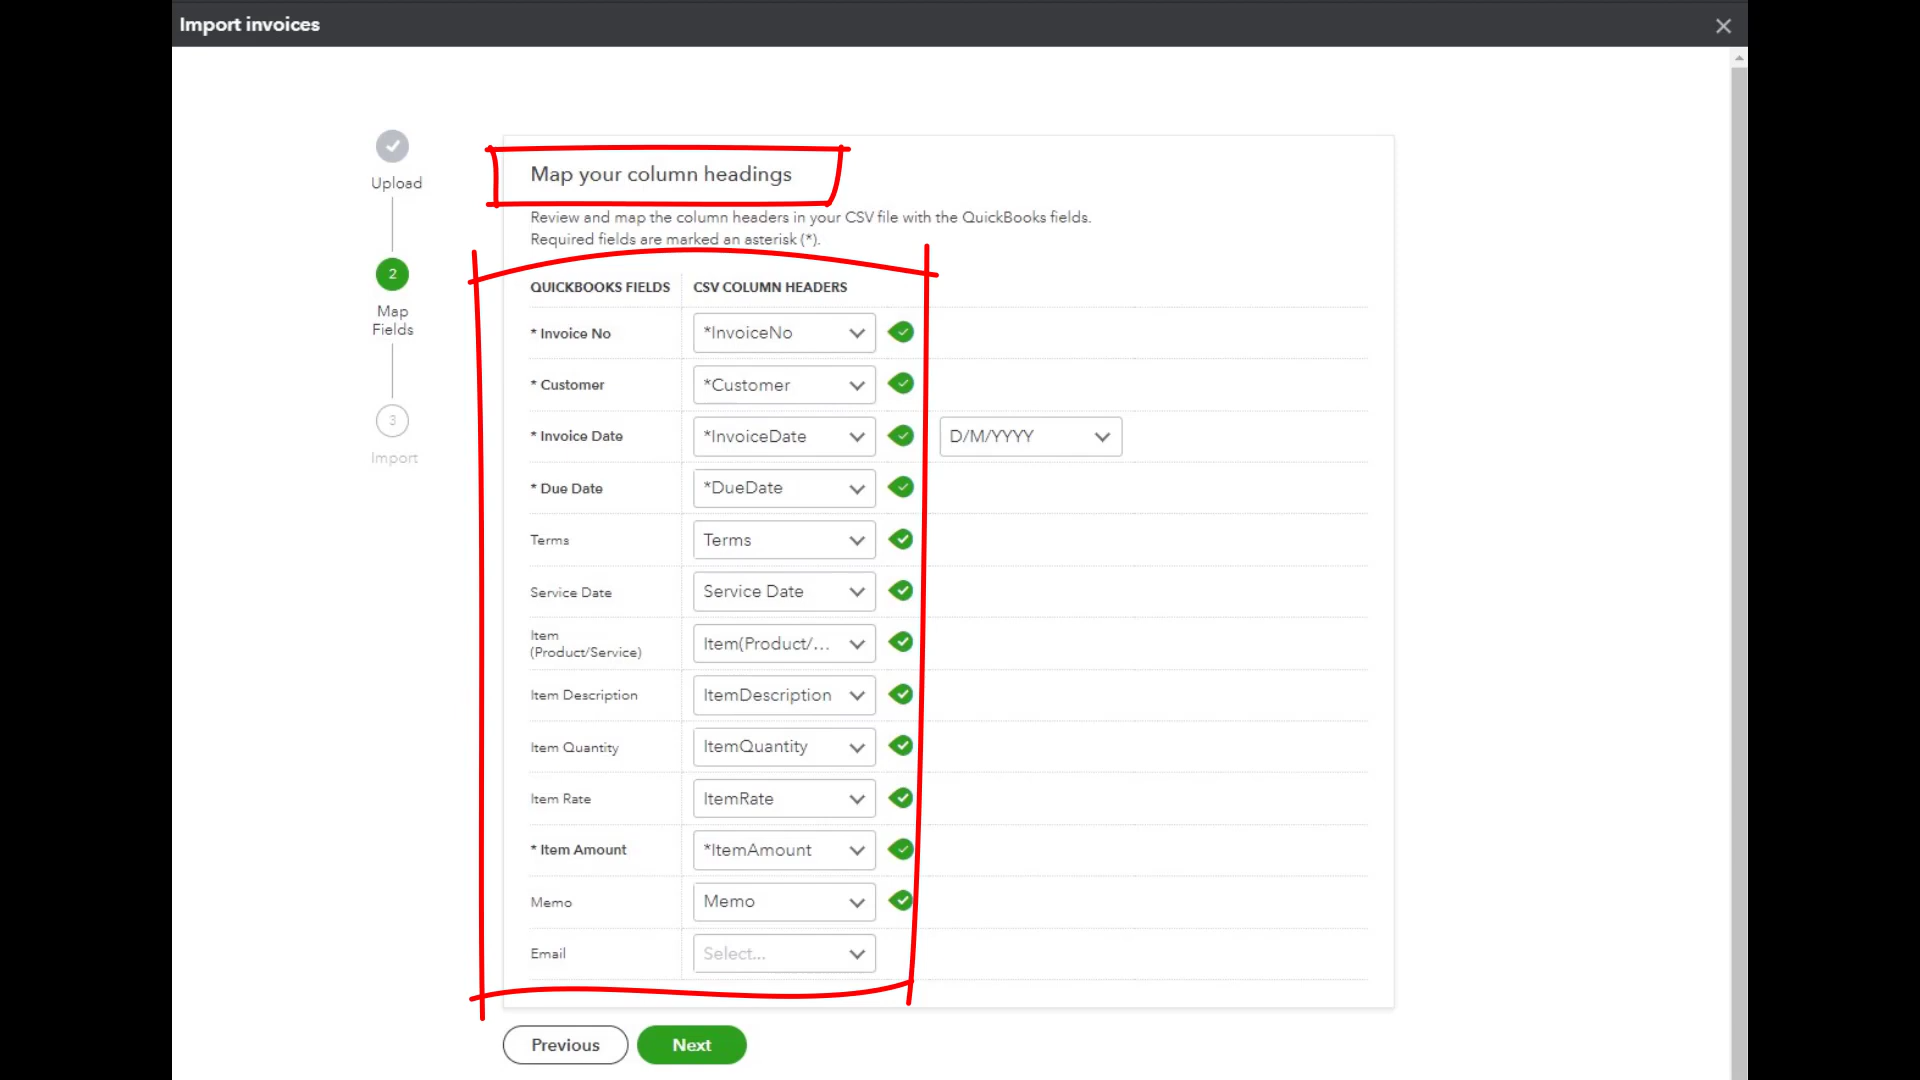 Import invoices
Upload
2
Map
Fields
3
Import
Map your column headings
Review and map the column headers in your CSV file with the QuickBooks fields.
Required fields are marked an asterisk (*).
QUICKBOOKS FIELDS CSV COLUMN HEADERS
* Invoice No *InvoiceNo
* Customer *Customer
* Invoice Date *InvoiceDate D/M/YYYY
* Due Date *DueDate
Terms Terms
Service Date Service Date
Item
(Product/Service) Item(Product/...
Item Description ItemDescription
Item Quantity ItemQuantity
Item Rate ItemRate
* Item Amount *ItemAmount
Memo Memo
Email Select...
Previous Next